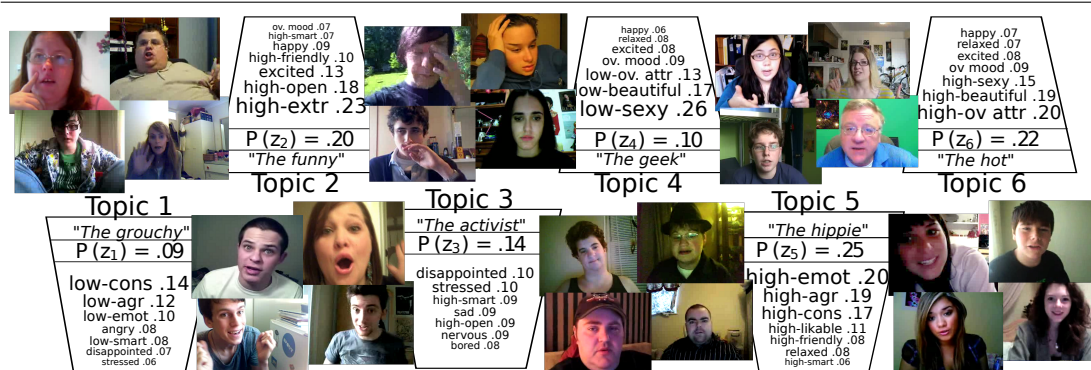 ov. mood .07
high-smart .07
happy .09
high-friendly .10
excited .13
high-open .18
high-extr .23
P (z2) = .20
"The funny"
Topic 2
happy .06
relaxed .08
excited .08
ov. mood .09
low-ov. attr .13
low-beautiful .17
low-sexy .26
P (z4) = .10
"The geek"
Topic 4
happy .07
relaxed .07
excited .08
ov mood .09
high-sexy .15
high-beautiful .19
high-ov attr .20
P (z6) = .22
"The hot"
Topic 6
Topic 1
"The grouchy"
P (z1) = .09
low-cons .14
low-agr .12
low-emot .10
angry .08
low-smart .08
disappointed .07
stressed .06
Topic 3
"The activist"
P (z3) = .14
disappointed .10
stressed .10
high-smart .09
sad .09
high-open .09
nervous .09
bored .08
Topic 5
"The hippie"
P (z5) = .25
high-emot .20
high-agr .19
high-cons .17
high-likable .11
high-friendly .08
relaxed .08
high-smart .06